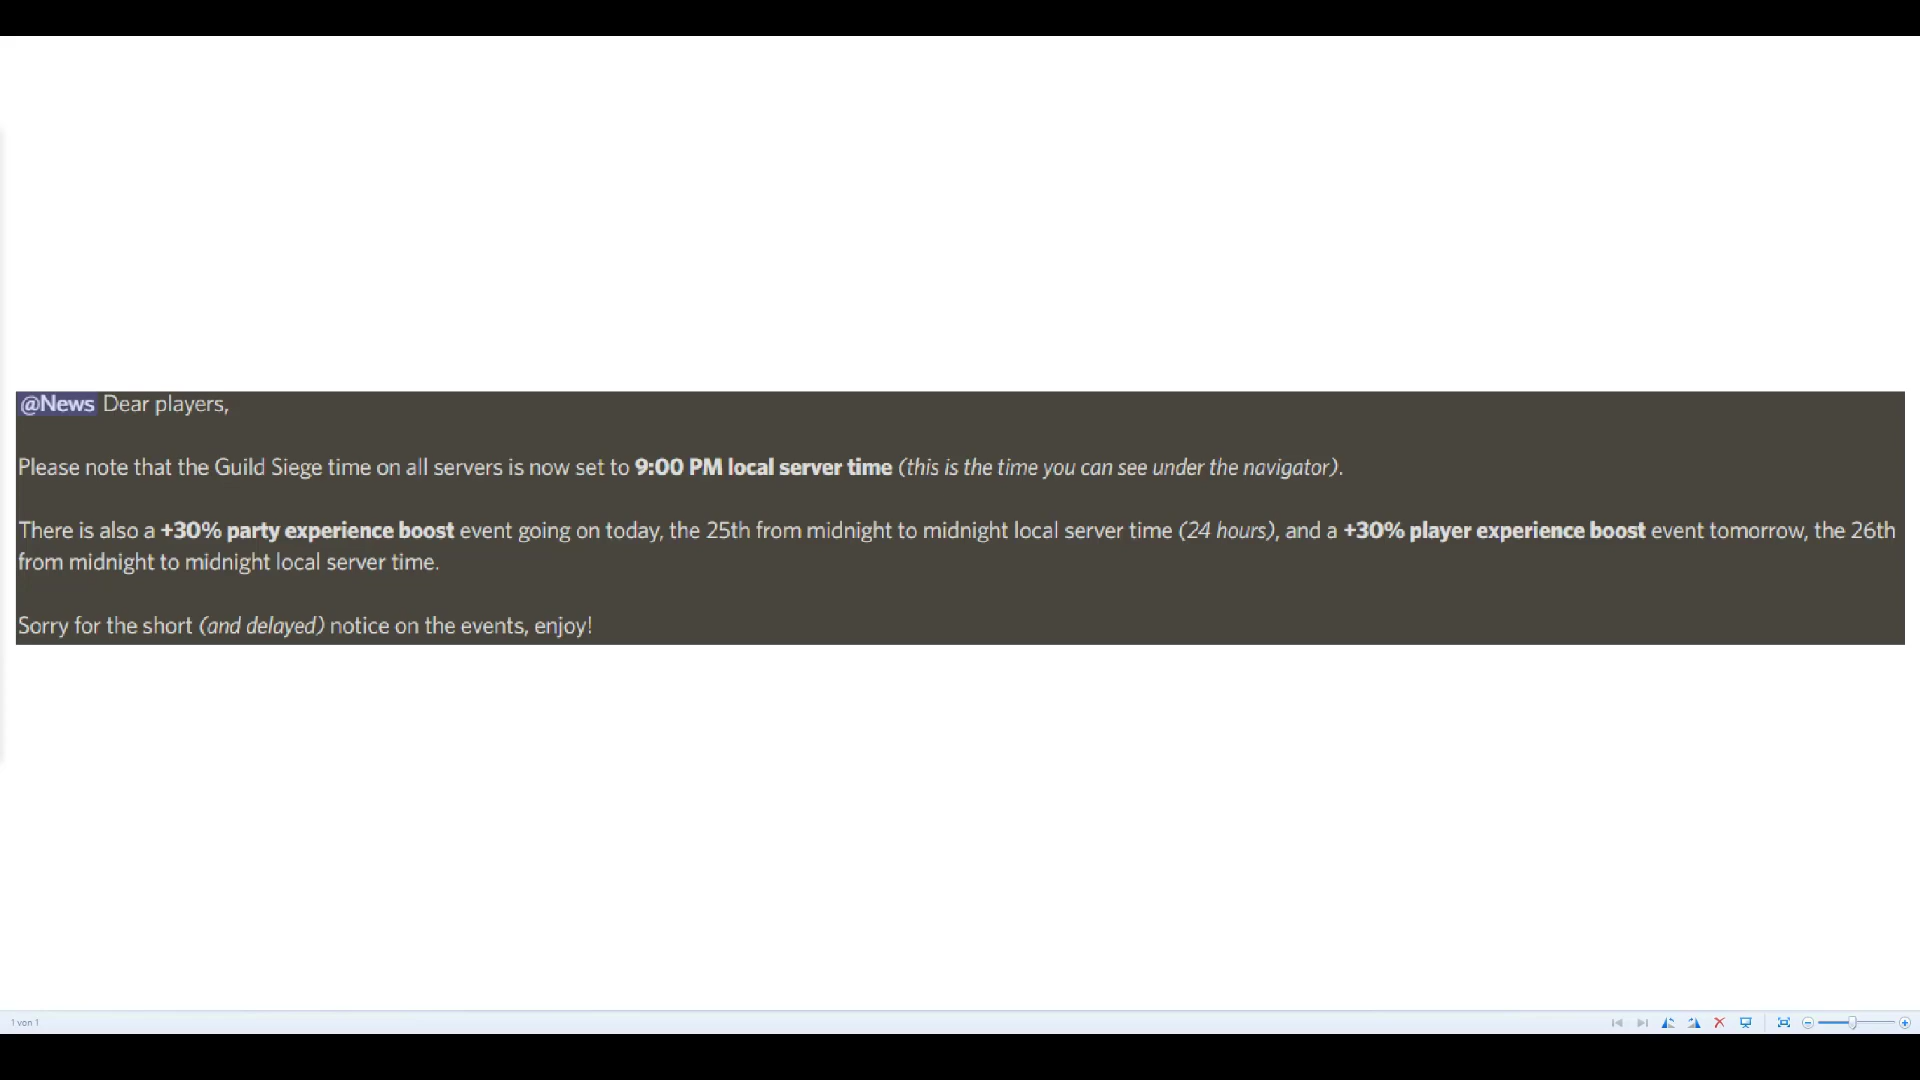 @News Dear players,
Please note that the Guild Siege time on all servers is now set to 9:00 PM local server time (this is the time you can see under the navigator).
There is also a +30% party experience boost event going on today, the 25th from midnight to midnight local server time (24 hours), and a +30% player experience boost event tomorrow, the 26th
from midnight to midnight local server time.
Sorry for the short (and delayed) notice on the events, enjoy!
1 von 1